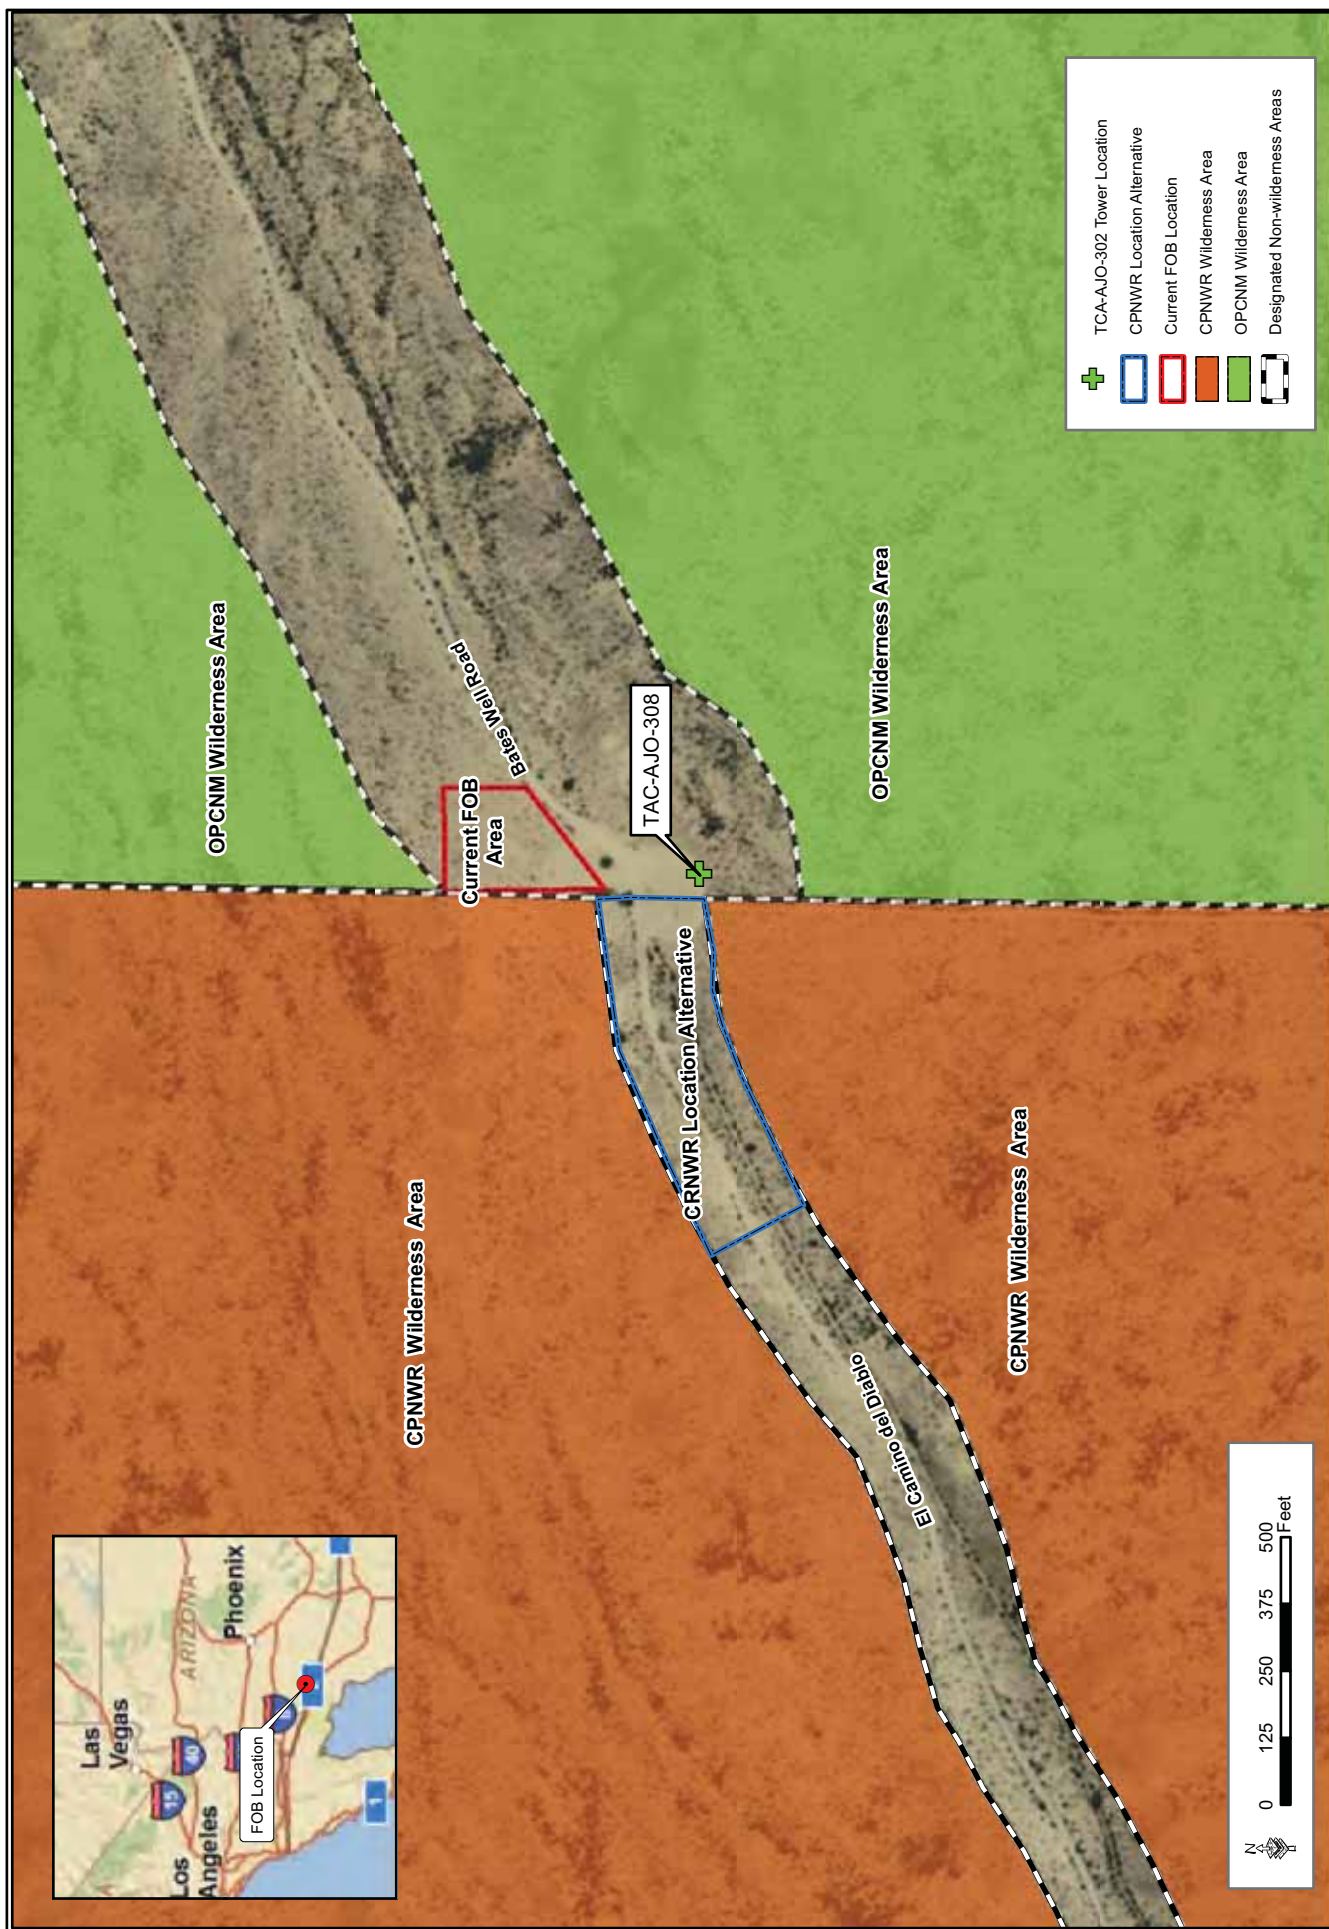 Las
Vegas
ARIZONA
15
40
Phoenix
Los
Angeles
FOB Location
1
OPCNM Wilderness Area
CPNWR Wilderness Area
Current FOB
Area
Bates Well Road
TAC-AJO-308
CRNWR Location Alternative
El Camino del Diablo
OPCNM Wilderness Area
CPNWR Wilderness Area
N
0 125 250 375 500
Feet
TCA-AJO-302 Tower Location
CPNWR Location Alternative
Current FOB Location
CPNWR Wilderness Area
OPCNM Wilderness Area
Designated Non-wilderness Areas